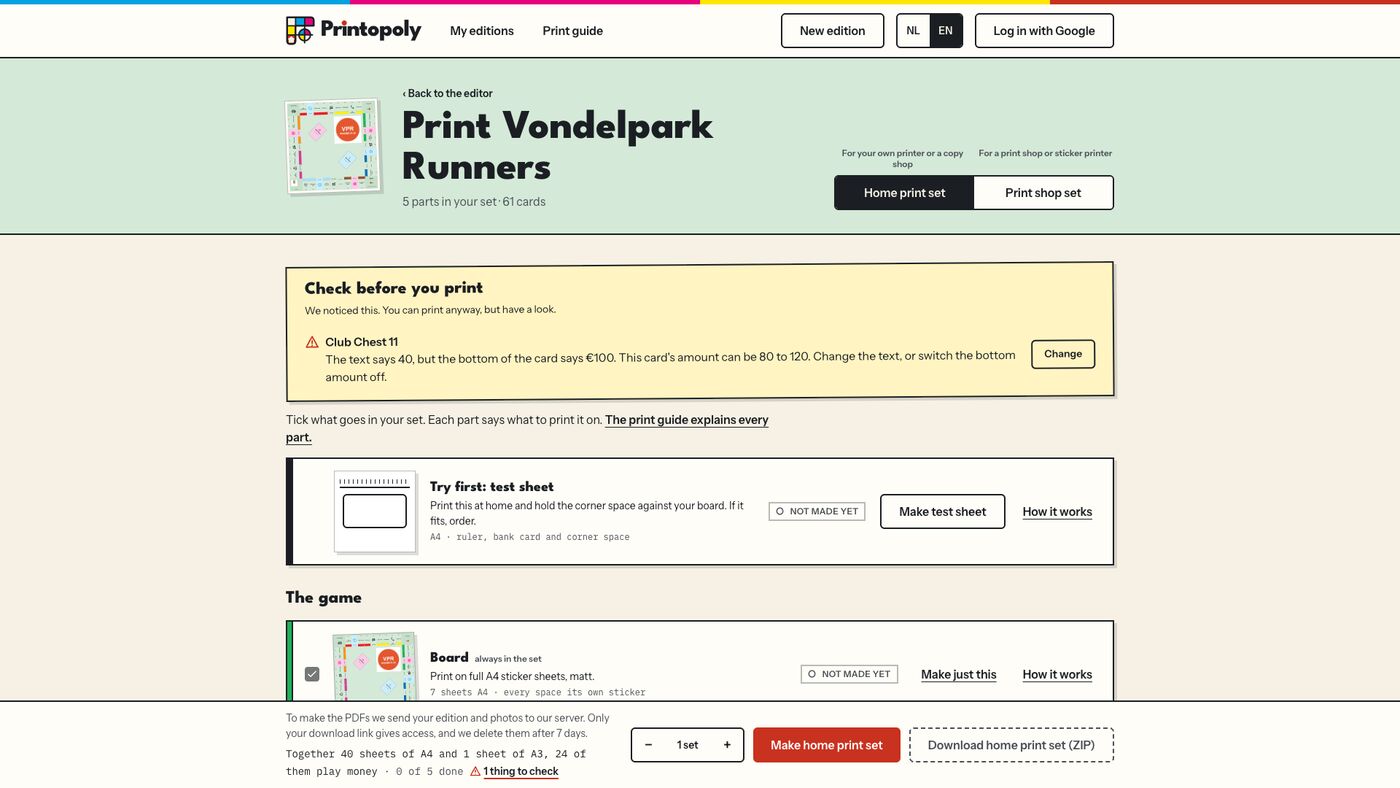 Printopoly
My editions
Print guide
New edition
NL
EN
Log in with Google
‹ Back to the editor
Print Vondelpark
Runners
5 parts in your set · 61 cards
For your own printer or a copy
shop
For a print shop or sticker printer
Home print set
Print shop set
VPR
Check before you print
We noticed this. You can print anyway, but have a look.
Club Chest 11
The text says 40, but the bottom of the card says €100. This card's amount can be 80 to 120. Change the text, or switch the bottom
amount off.
Change
Tick what goes in your set. Each part says what to print it on. The print guide explains every
part.
Try first: test sheet
Print this at home and hold the corner space against your board. If it
fits, order.
A4 · ruler, bank card and corner space
NOT MADE YET
Make test sheet
How it works
The game
VPR
Board always in the set
Print on full A4 sticker sheets, matt.
7 sheets A4 · every space its own sticker
NOT MADE YET
Make just this
How it works
To make the PDFs we send your edition and photos to our server. Only
your download link gives access, and we delete them after 7 days.
Together 40 sheets of A4 and 1 sheet of A3, 24 of
them play money · 0 of 5 done 1 thing to check
− 1 set +
Make home print set
Download home print set (ZIP)